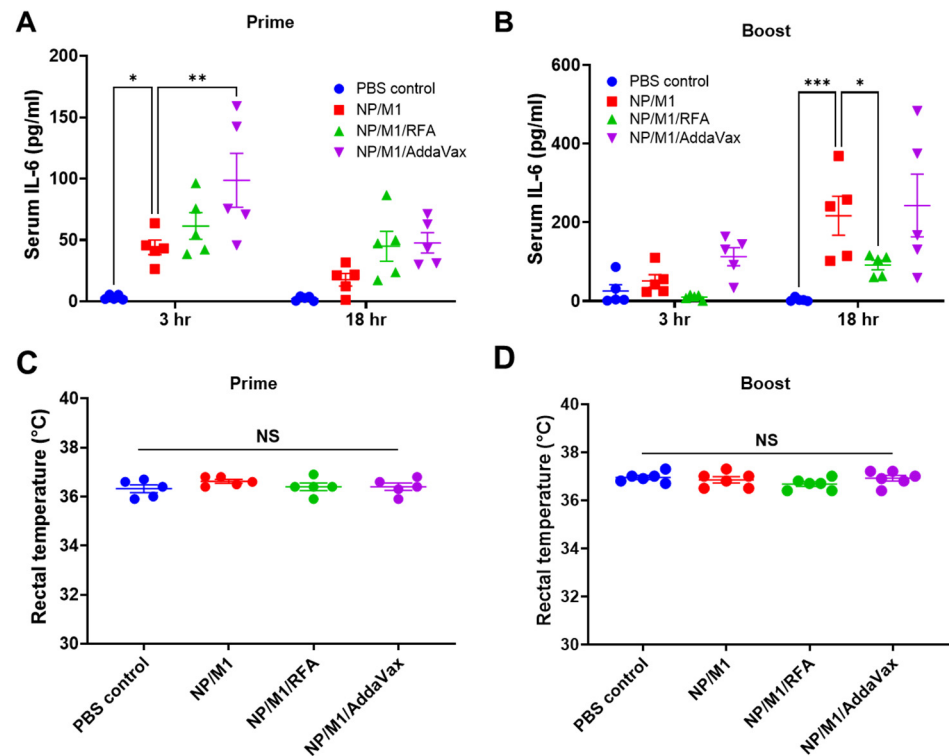 A
Prime
Serum IL-6 (pg/ml)
200
150
100
50
0
*
**
PBS control
NP/M1
NP/M1/RFA
NP/M1/AddaVax
3 hr
18 hr
B
Boost
Serum IL-6 (pg/ml)
600
400
200
0
PBS control
NP/M1
NP/M1/RFA
NP/M1/AddaVax
***
*
3 hr
18 hr
C
Prime
Rectal temperature (°C)
40
38
36
34
32
30
NS
PBS control
NP/M1
NP/M1/RFA
NP/M1/AddaVax
D
Boost
Rectal temperature (°C)
40
38
36
34
32
30
NS
PBS control
NP/M1
NP/M1/RFA
NP/M1/AddaVax